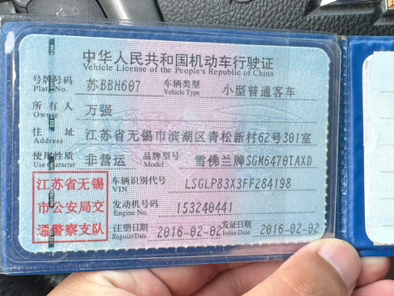 中华人民共和国机动车行驶证
Vehicle License of the People's Republic of China
号牌号码 苏BBH607 车辆类型 小型普通客车
Plate No. Vehicle Type
所有人 万强
Owner
住址 江苏省无锡市滨湖区青松新村62号301室
Address
使用性质 非营运 品牌型号 雪佛兰牌SGM6470TAXD
Use Character Model
江苏省无锡
市公安局交
通警察支队
车辆识别代号 LSGLP83X3FF284198
VIN
发动机号码 153240441
Engine No.
注册日期 2016-02-02 发证日期 2016-02-02
Register Date Issue Date